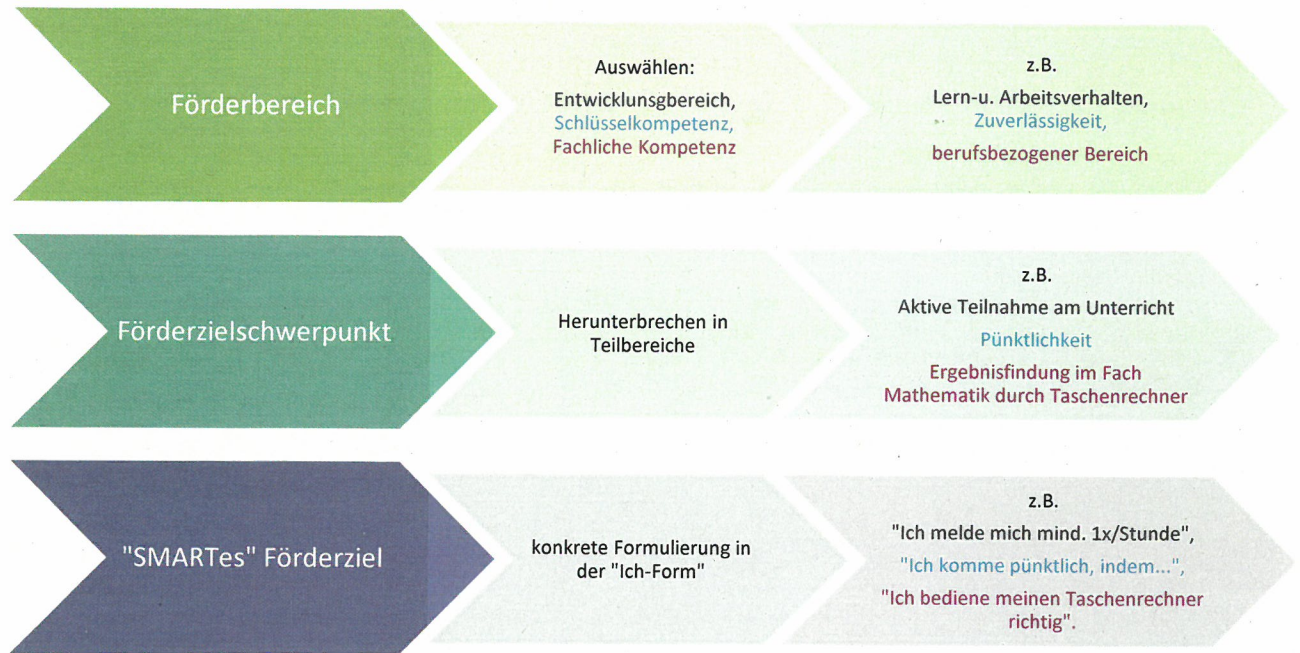 Förderbereich
Auswählen:
Entwicklunsgbereich,
Schlüsselkompetenz,
Fachliche Kompetenz
z.B.
Lern-u. Arbeitsverhalten,
Zuverlässigkeit,
berufsbezogener Bereich
Förderzielschwerpunkt
Herunterbrechen in
Teilbereiche
z.B.
Aktive Teilnahme am Unterricht
Pünktlichkeit
Ergebnisfindung im Fach
Mathematik durch Taschenrechner
"SMARTes" Förderziel
konkrete Formulierung in
der "Ich-Form"
z.B.
"Ich melde mich mind. 1x/Stunde",
"Ich komme pünktlich, indem...",
"Ich bediene meinen Taschenrechner
richtig".